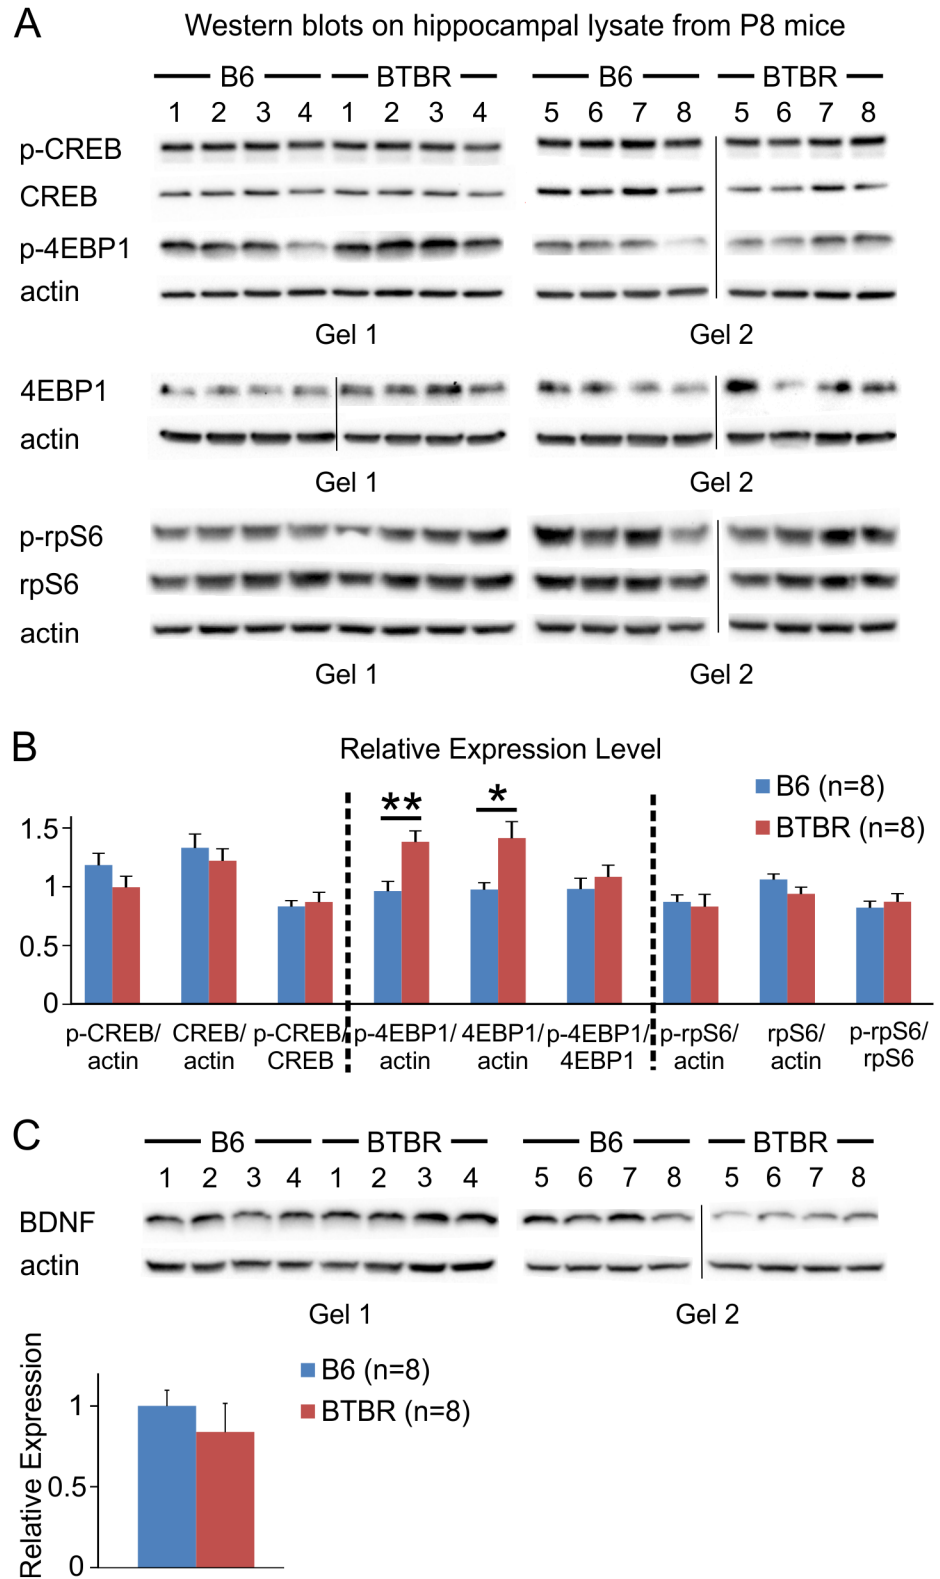 A
Western blots on hippocampal lysate from P8 mice
B6 BTBR B6 BTBR
1 2 3 4 1 2 3 4 5 6 7 8 5 6 7 8
p-CREB
CREB
p-4EBP1
actin
Gel 1 Gel 2
4EBP1
actin
Gel 1 Gel 2
p-rpS6
rpS6
actin
Gel 1 Gel 2
B
Relative Expression Level
B6 (n=8)
BTBR (n=8)
** *
1.5
1
0.5
0
p-CREB/ CREB/ p-CREB/ p-4EBP1/ 4EBP1/ p-4EBP1/ p-rpS6/ rpS6/ p-rpS6/
actin actin CREB actin actin 4EBP1 actin actin rpS6
C
B6 BTBR B6 BTBR
1 2 3 4 1 2 3 4 5 6 7 8 5 6 7 8
BDNF
actin
Gel 1 Gel 2
Relative Expression
B6 (n=8)
BTBR (n=8)
1
0.5
0